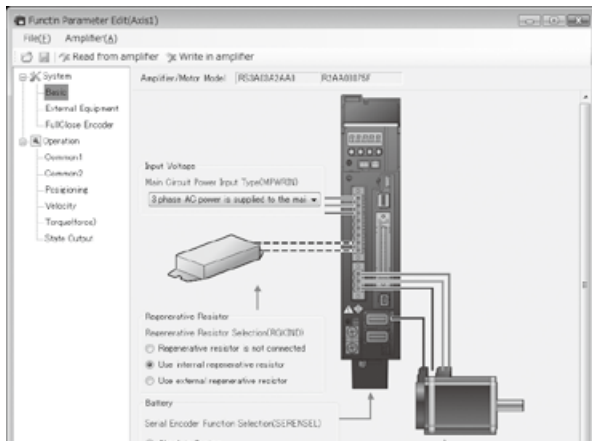 Functin Parameter Edit(Axis1)
File(F) Amplifier(A)
Read from amplifier Write in amplifier
System
Basic
External Equipment
FullClose Encoder
Operation
Common1
Common2
Posigioning
Velocity
Torque(force)
State Output
Amplifier/Motor Model
Input Voltage
Main Circuit Power Input Type(MPWRIN)
3 phase AC power is supplied to the mai
Regenerative Resistor
Regenerative Resistor Selection(RGKIND)
Regenerative resistor is not connected
Use internal regenerative resistor
Use external regenerative resistor
Battery
Serial Encoder Function Selection(SERENSEL)